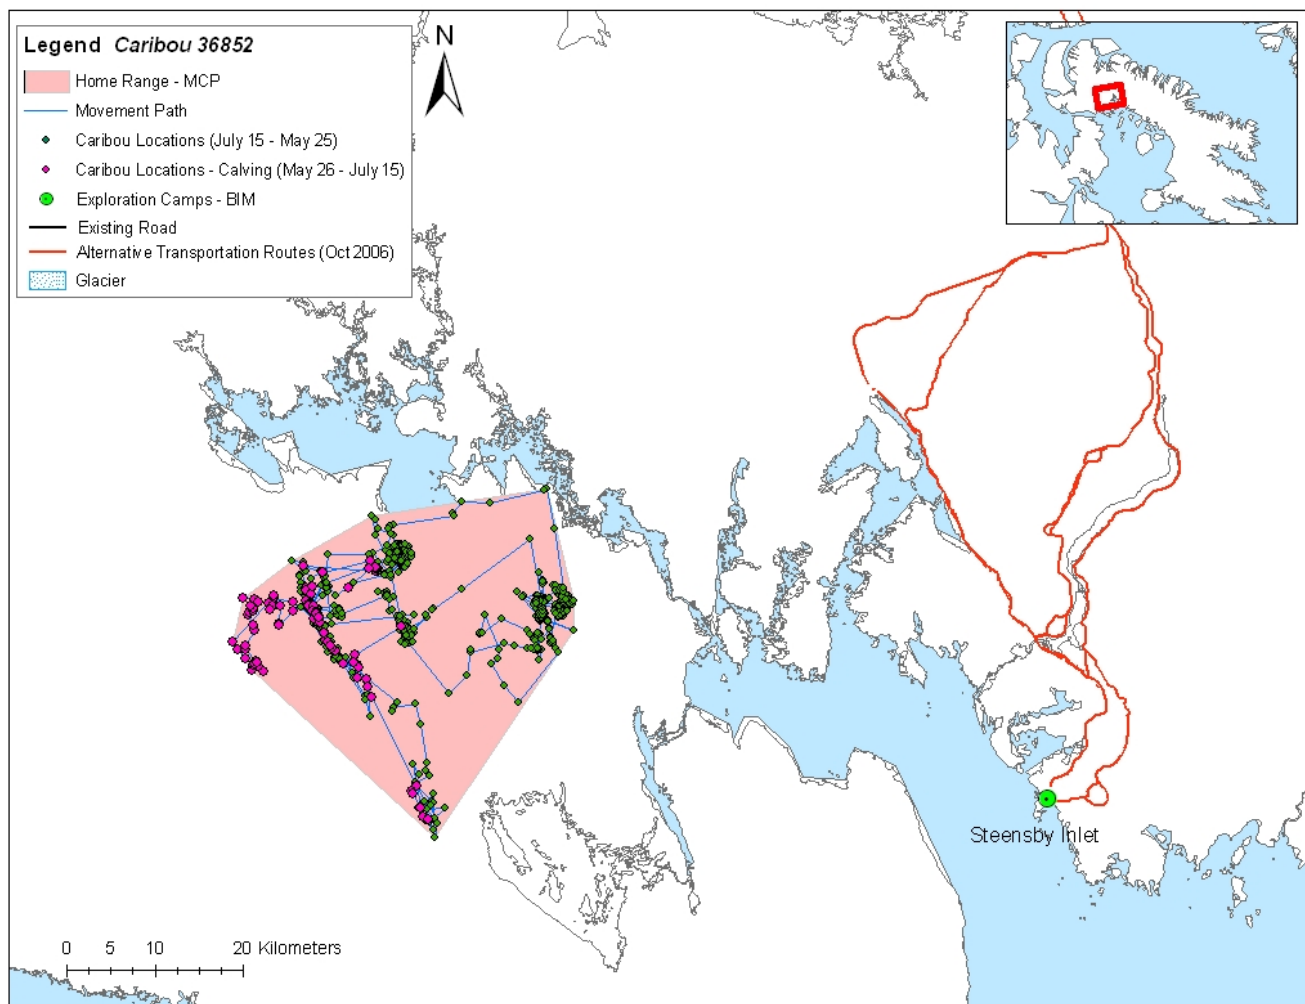 Legend Caribou 36852
Home Range - MCP
Movement Path
Caribou Locations (July 15 - May 25)
Caribou Locations - Calving (May 26 - July 15)
Exploration Camps - BIM
Existing Road
Alternative Transportation Routes (Oct 2006)
Glacier
N
Steensby Inlet
0 5 10 20 Kilometers